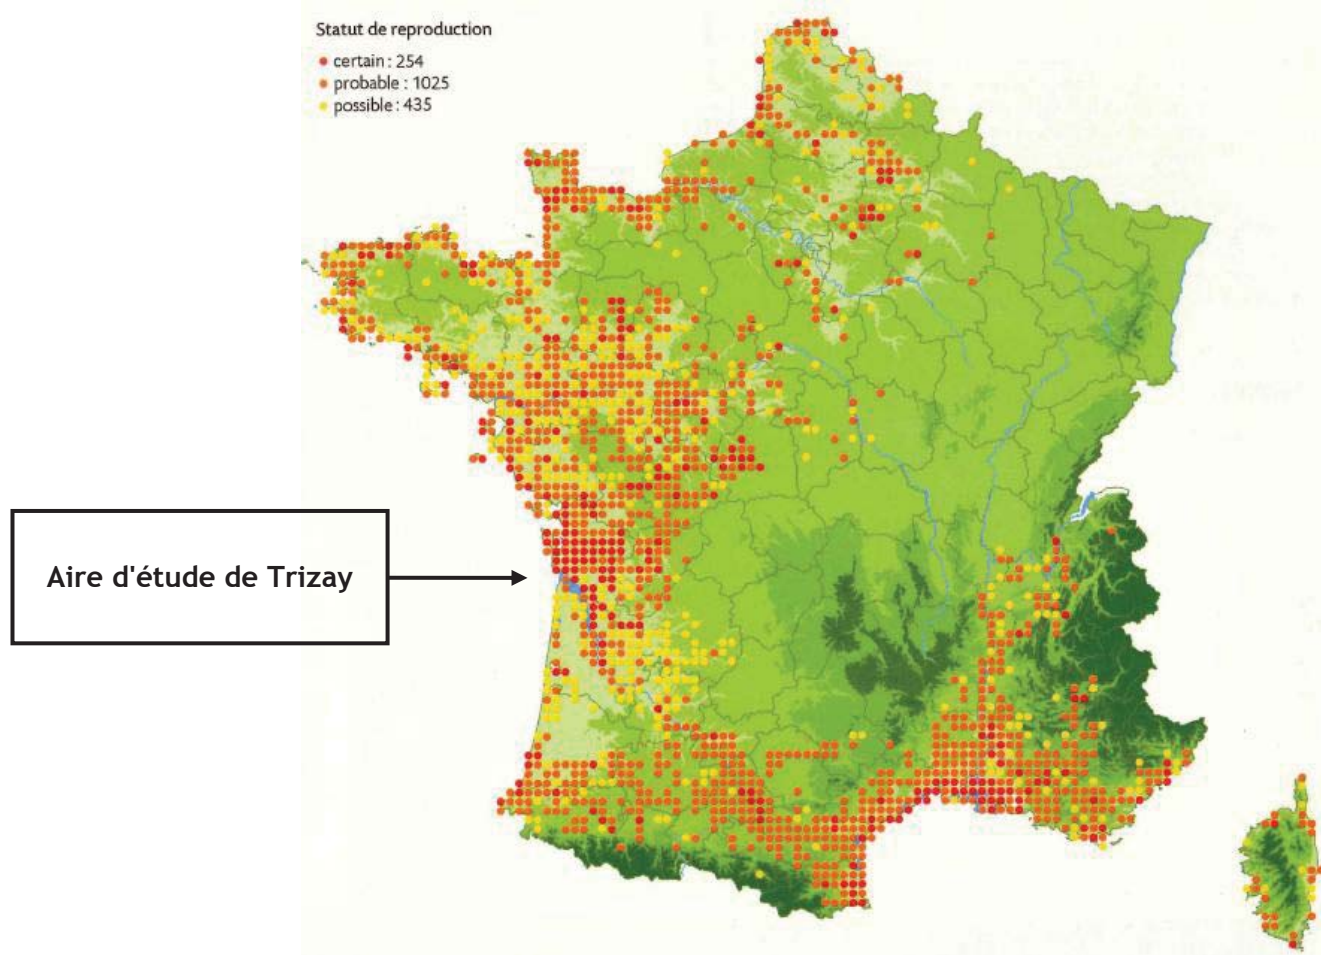 Statut de reproduction
certain : 254
probable : 1025
possible : 435
Aire d'étude de Trizay